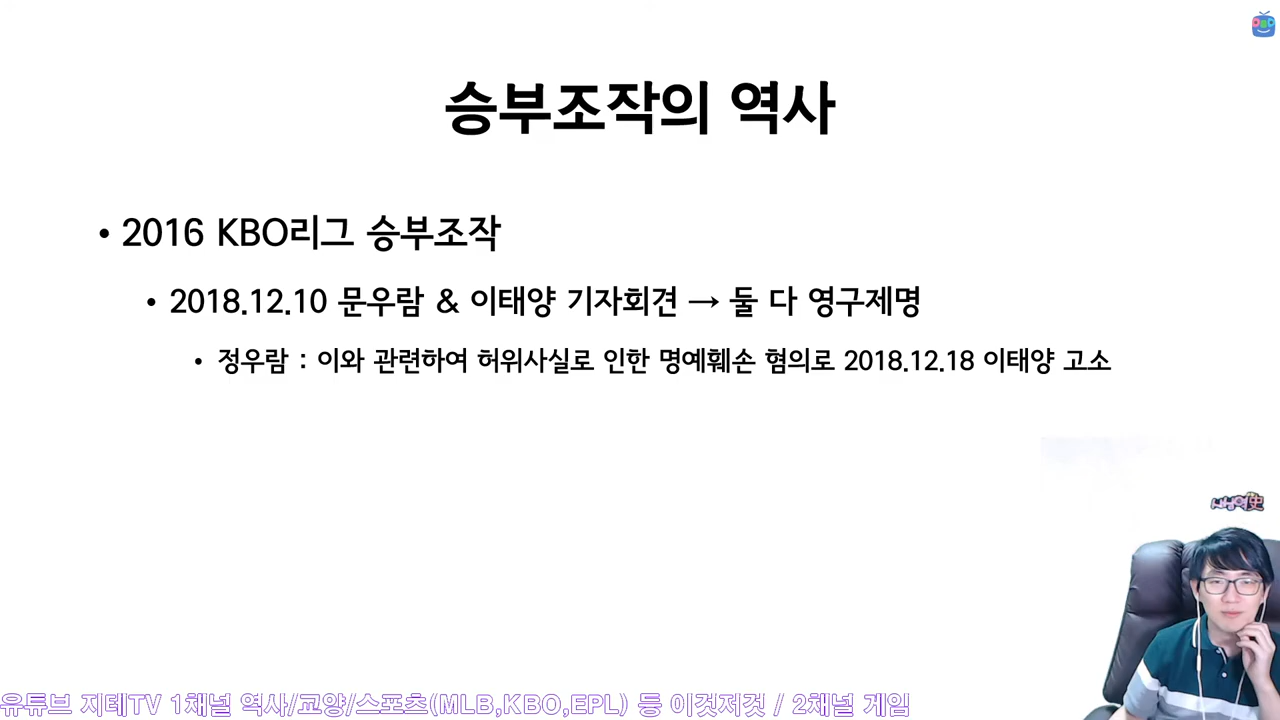 승부조작의 역사
• 2016 KBO리그 승부조작
• 2018.12.10 문우람 & 이태양 기자회견 → 둘 다 영구제명
• 정우람 : 이와 관련하여 허위사실로 인한 명예훼손 혐의로 2018.12.18 이태양 고소
유튜브 지테TV 1채널 역사/교양/스포츠(MLB,KBO,EPL) 등 이것저것 / 2채널 게임